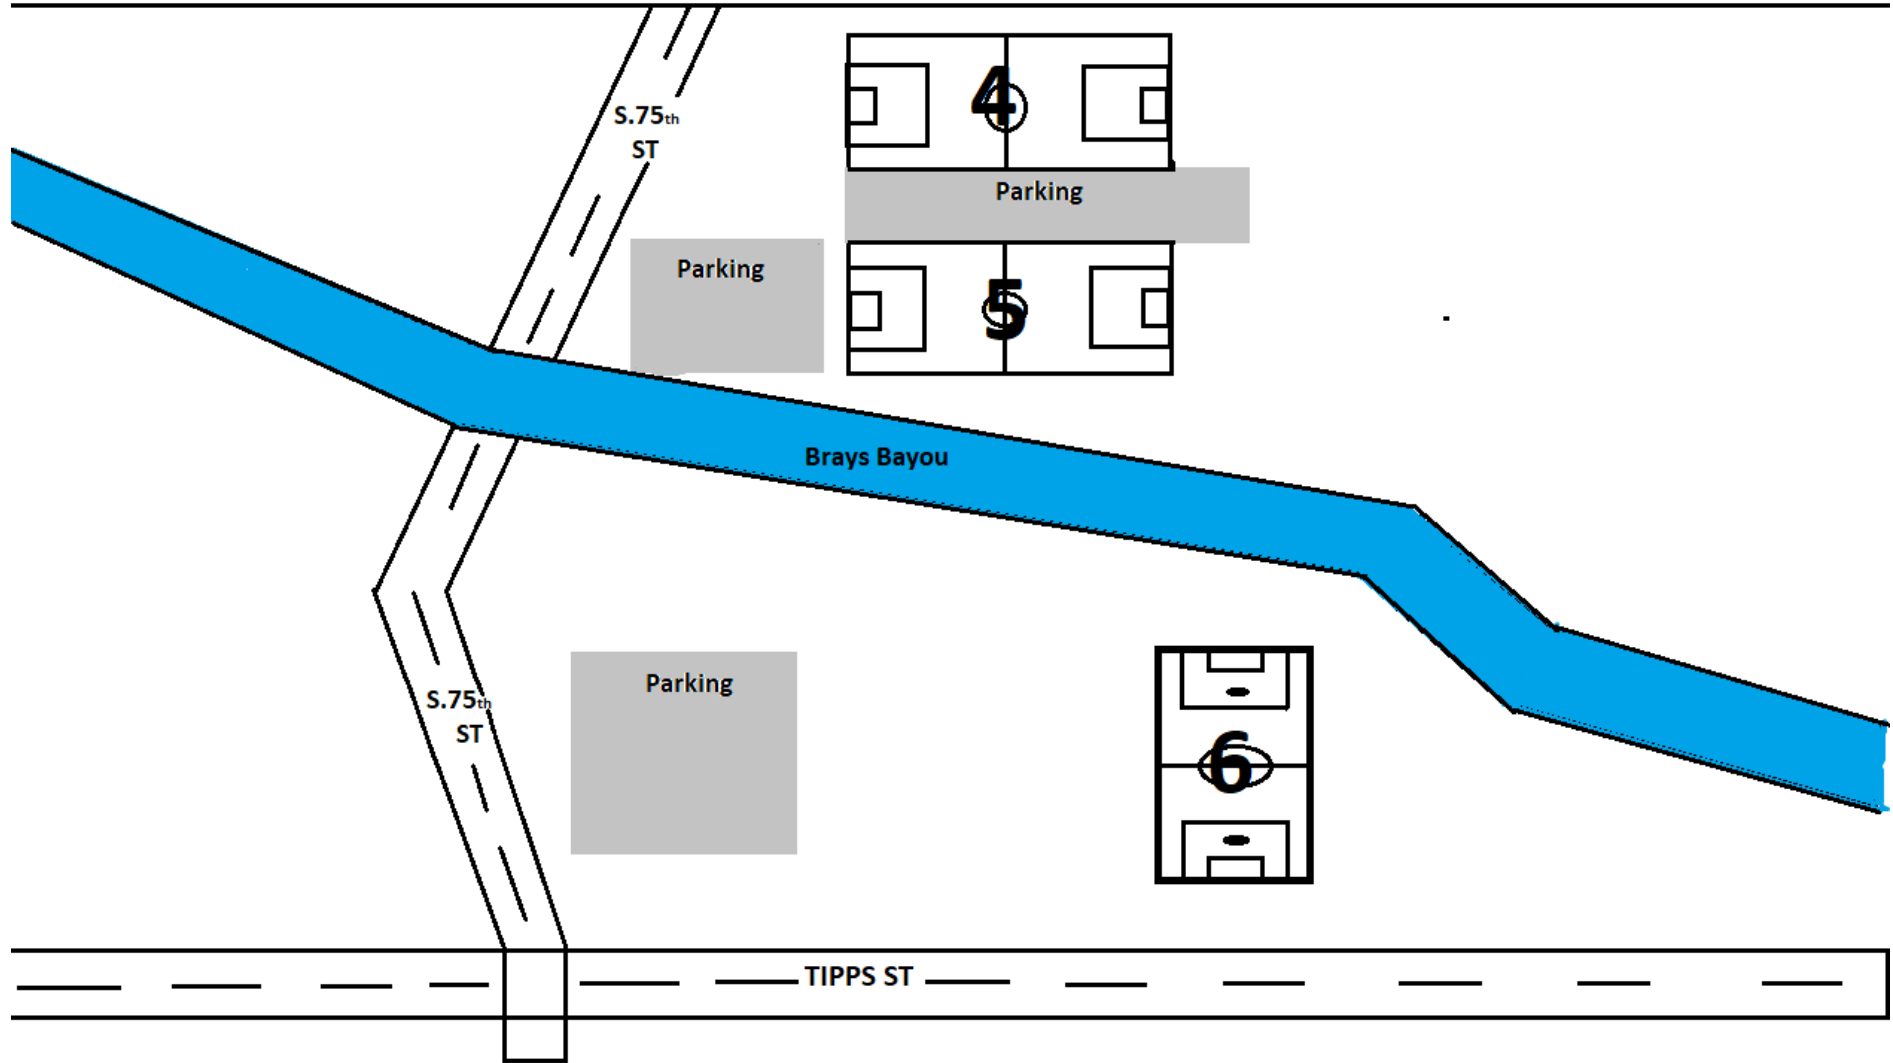 4
S.75th
ST
Parking
Parking
5
Brays Bayou
Parking
S.75th
ST
6
TIPPS ST